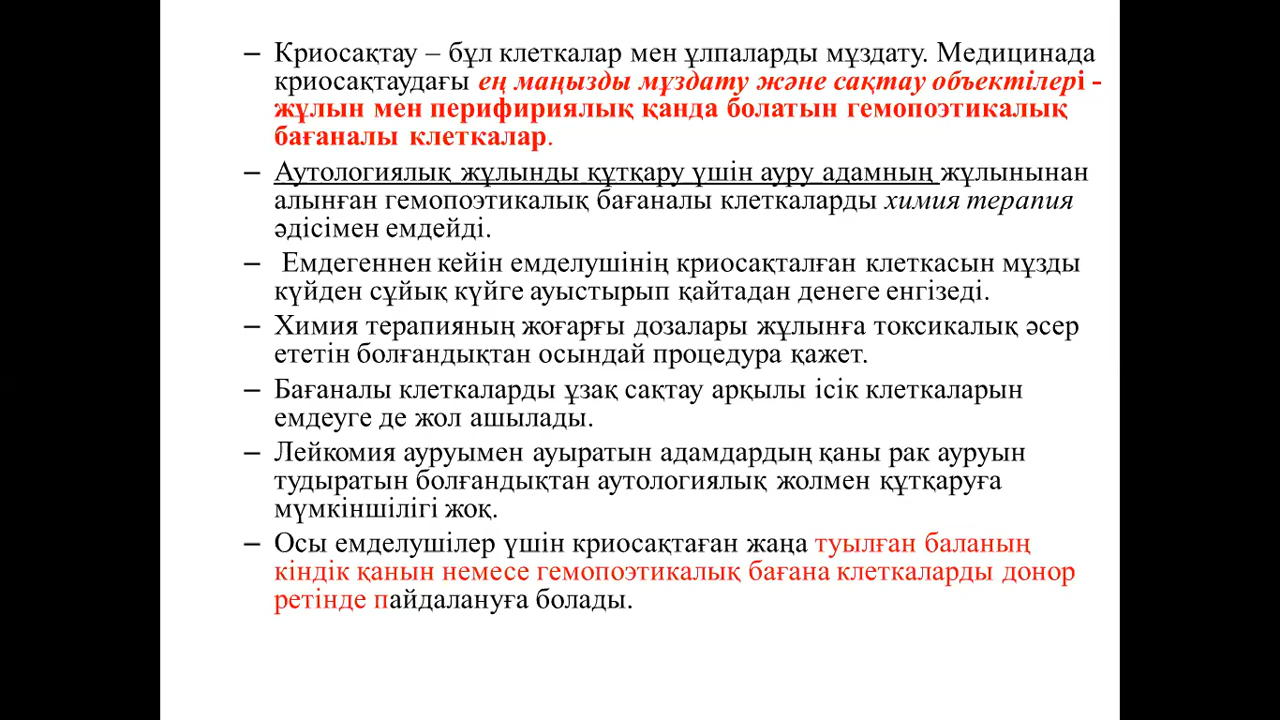 – Криосақтау – бұл клеткалар мен ұлпаларды мұздату. Медицинада
криосақтаудағы ең маңызды мұздату және сақтау объектілері -
жұлын мен перифириялық қанда болатын гемопоэтикалық
бағаналы клеткалар.
– Аутологиялық жұлынды құтқару үшін ауру адамның жұлынынан
алынған гемопоэтикалық бағаналы клеткаларды химия терапия
әдісімен емдейді.
– Емдегеннен кейін емделушінің криосақталған клеткасын мұзды
күйден сұйық күйге ауыстырып қайтадан денеге енгізеді.
– Химия терапияның жоғарғы дозалары жұлынға токсикалық әсер
ететін болғандықтан осындай процедура қажет.
– Бағаналы клеткаларды ұзақ сақтау арқылы ісік клеткаларын
емдеуге де жол ашылады.
– Лейкомия ауруымен ауыратын адамдардың қаны рак ауруын
тудыратын болғандықтан аутологиялық жолмен құтқаруға
мүмкіншілігі жоқ.
– Осы емделушілер үшін криосақтаған жаңа туылған баланың
кіндік қанын немесе гемопоэтикалық бағана клеткаларды донор
ретінде пайдалануға болады.